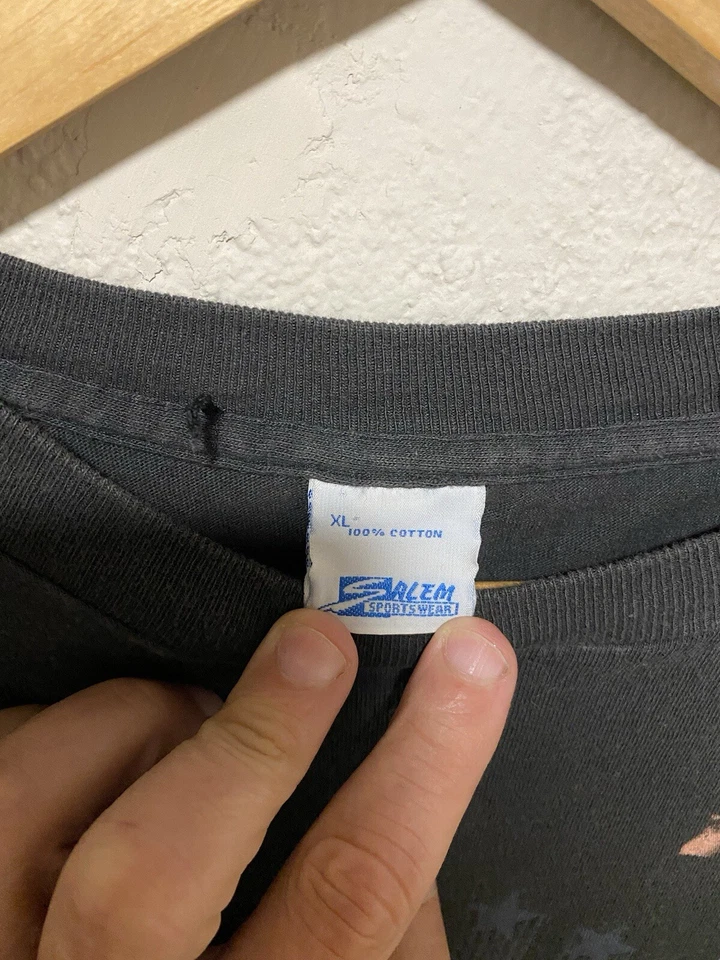 XL
100% COTTON
SALEM
SPORTSWEAR